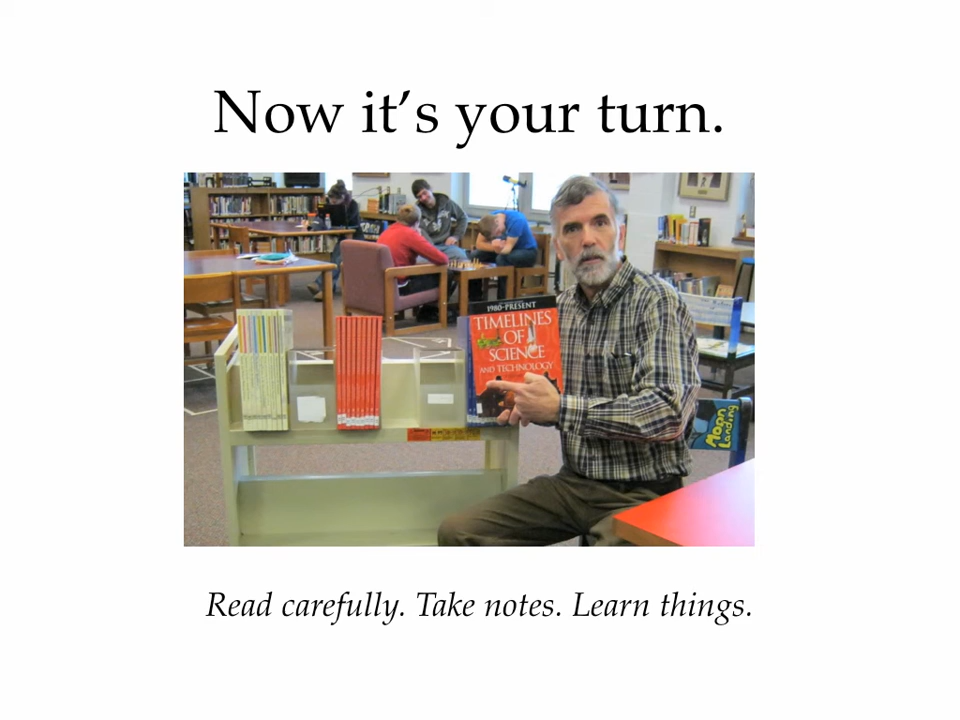 Now it’s your turn.
1980–PRESENT
TIMELINES
OF
SCIENCE
AND TECHNOLOGY
Moon
Landing
Read carefully. Take notes. Learn things.